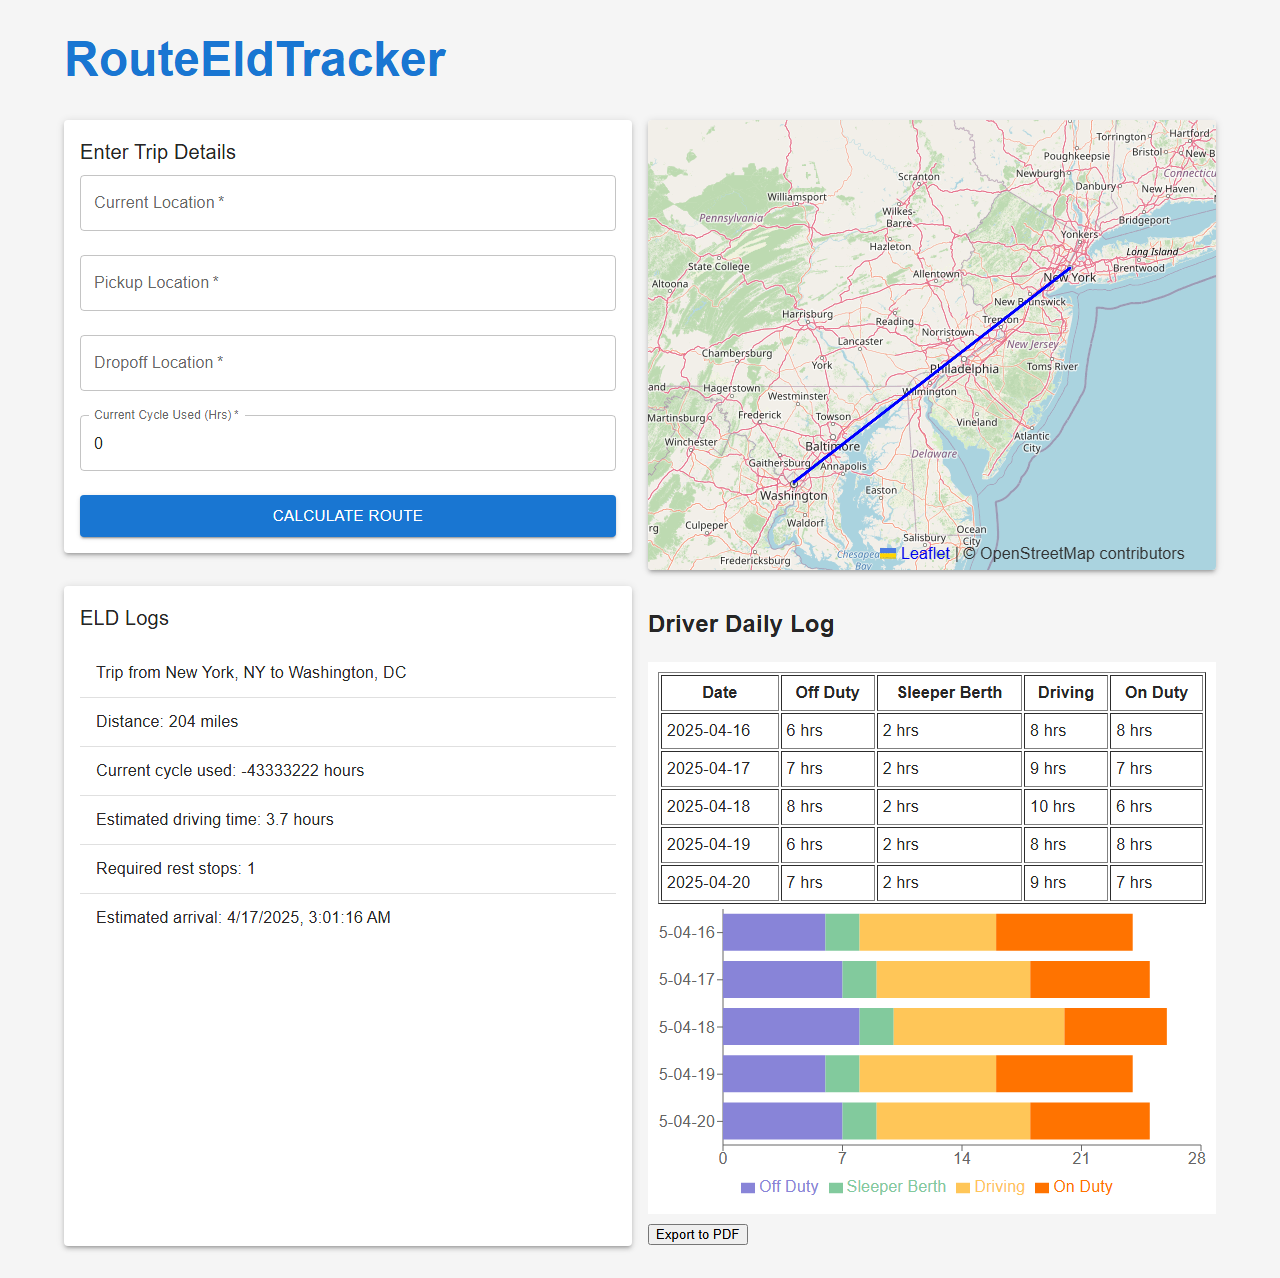 RouteEldTracker
Enter Trip Details
Current Location *
Pickup Location *
Dropoff Location *
Current Cycle Used (Hrs) *
0
CALCULATE ROUTE
Torrington
Hartford
Poughkeepsie
Bristol
New B
Scranton
Newburgh
Connecticu
Danbury
New Haven
Williamsport
Wilkes-
Barre
Pennsylvania
Bridgeport
Yonkers
Hazleton
Long Island
State College
Allentown
Brentwood
Altoona
New York
New Brunswick
Harrisburg
Reading
Trenton
Norristown
Lancaster
New Jersey
Chambersburg
York
Philadelphia
Toms River
and
Hagerstown
Wilmington
Westminster
Martinsburg
Frederick
Towson
Vineland
Winchester
Baltimore
Atlantic
City
Delaware
Gaithersburg
Annapolis
Washington
Easton
rg
Culpeper
Waldorf
Ocean
City
Salisbury
Fredericksburg
Chesapea
Bay
Leaflet | © OpenStreetMap contributors
ELD Logs
Trip from New York, NY to Washington, DC
Distance: 204 miles
Current cycle used: -43333222 hours
Estimated driving time: 3.7 hours
Required rest stops: 1
Estimated arrival: 4/17/2025, 3:01:16 AM
Driver Daily Log
Date Off Duty Sleeper Berth Driving On Duty
2025-04-16 6 hrs 2 hrs 8 hrs 8 hrs
2025-04-17 7 hrs 2 hrs 9 hrs 7 hrs
2025-04-18 8 hrs 2 hrs 10 hrs 6 hrs
2025-04-19 6 hrs 2 hrs 8 hrs 8 hrs
2025-04-20 7 hrs 2 hrs 9 hrs 7 hrs
5-04-16
5-04-17
5-04-18
5-04-19
5-04-20
0 7 14 21 28
Off Duty Sleeper Berth Driving On Duty
Export to PDF